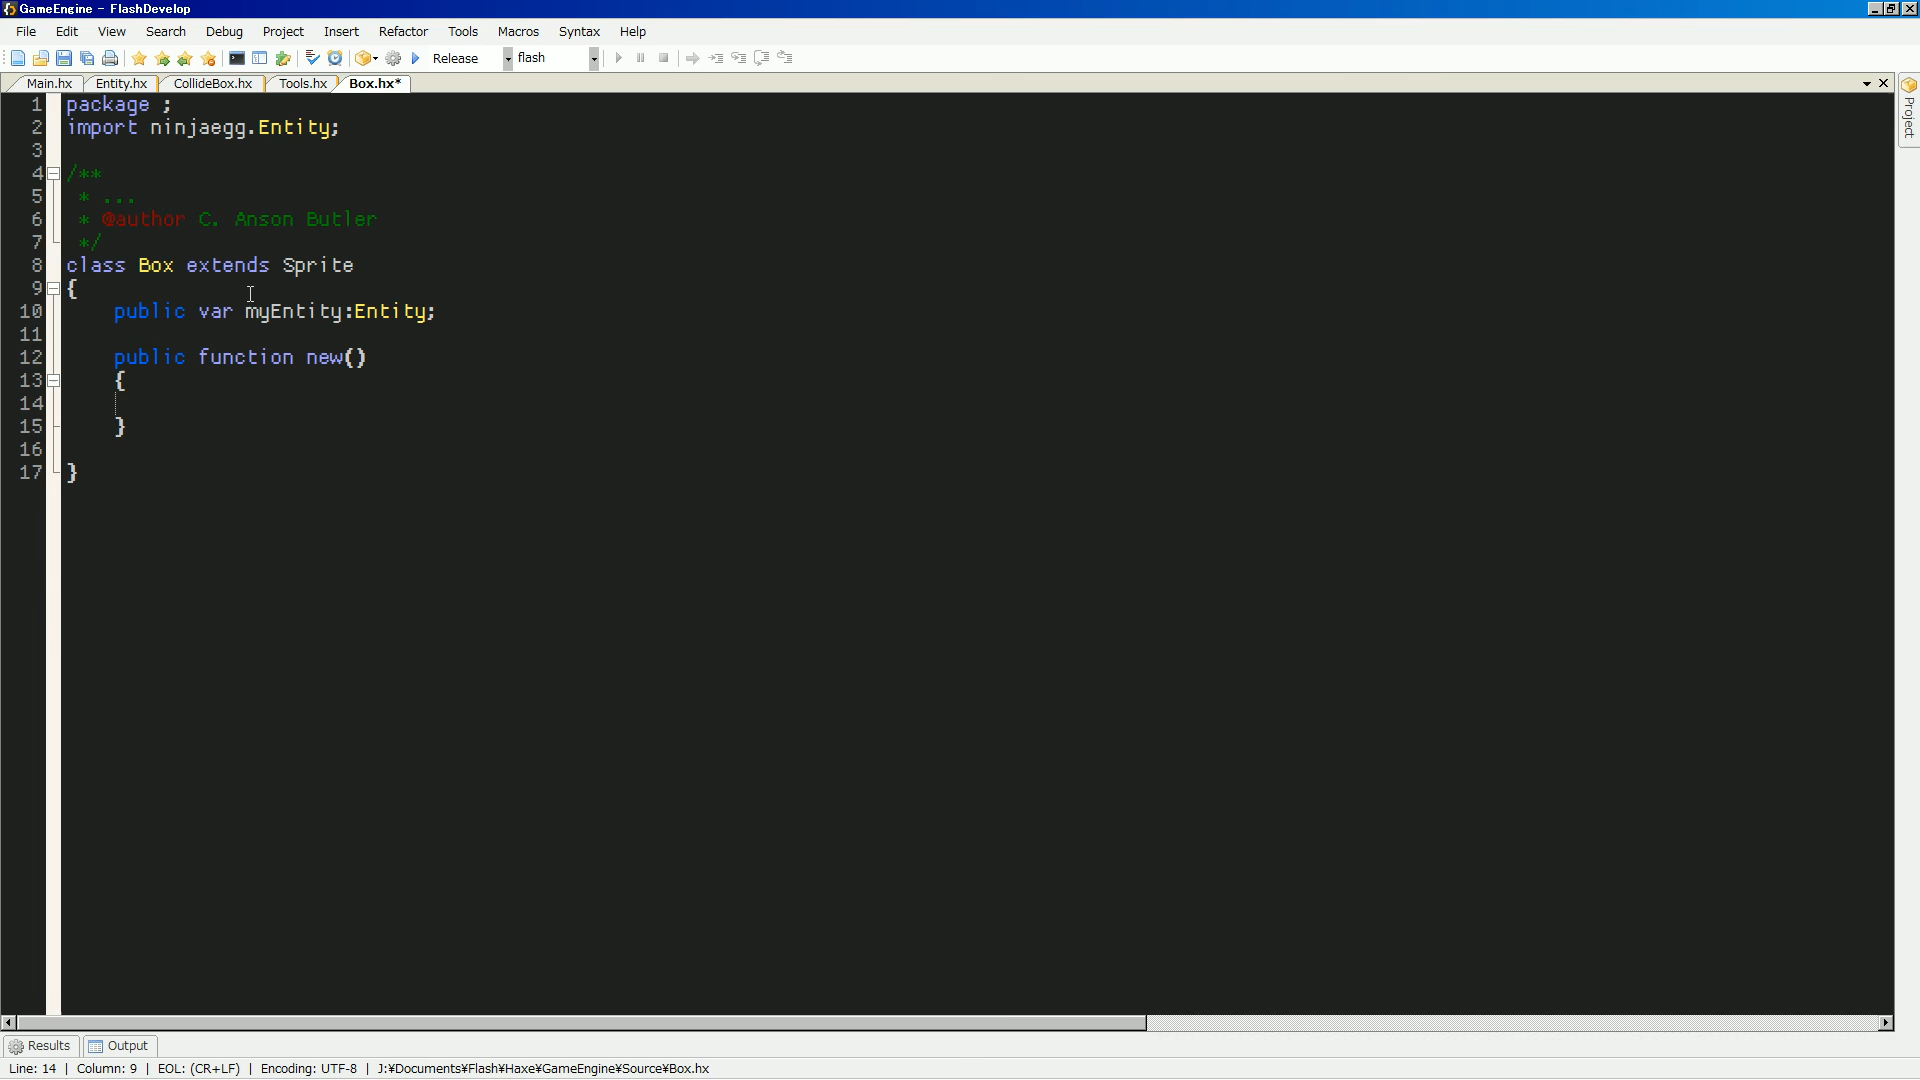 GameEngine - FlashDevelop
File Edit View Search Debug Project Insert Refactor Tools Macros Syntax Help
Release flash
Main.hx Entity.hx CollideBox.hx Tools.hx Box.hx*
Project
1 package ;
2 import ninjaegg.Entity;
3
4 /**
5 * ...
6 * @author C. Anson Butler
7 */
8 class Box extends Sprite
9 {
10 public var myEntity:Entity;
11
12 public function new()
13 {
14
15 }
16
17 }
Results Output
Line: 14 | Column: 9 | EOL: (CR+LF) | Encoding: UTF-8 | J:¥Documents¥Flash¥Haxe¥GameEngine¥Source¥Box.hx